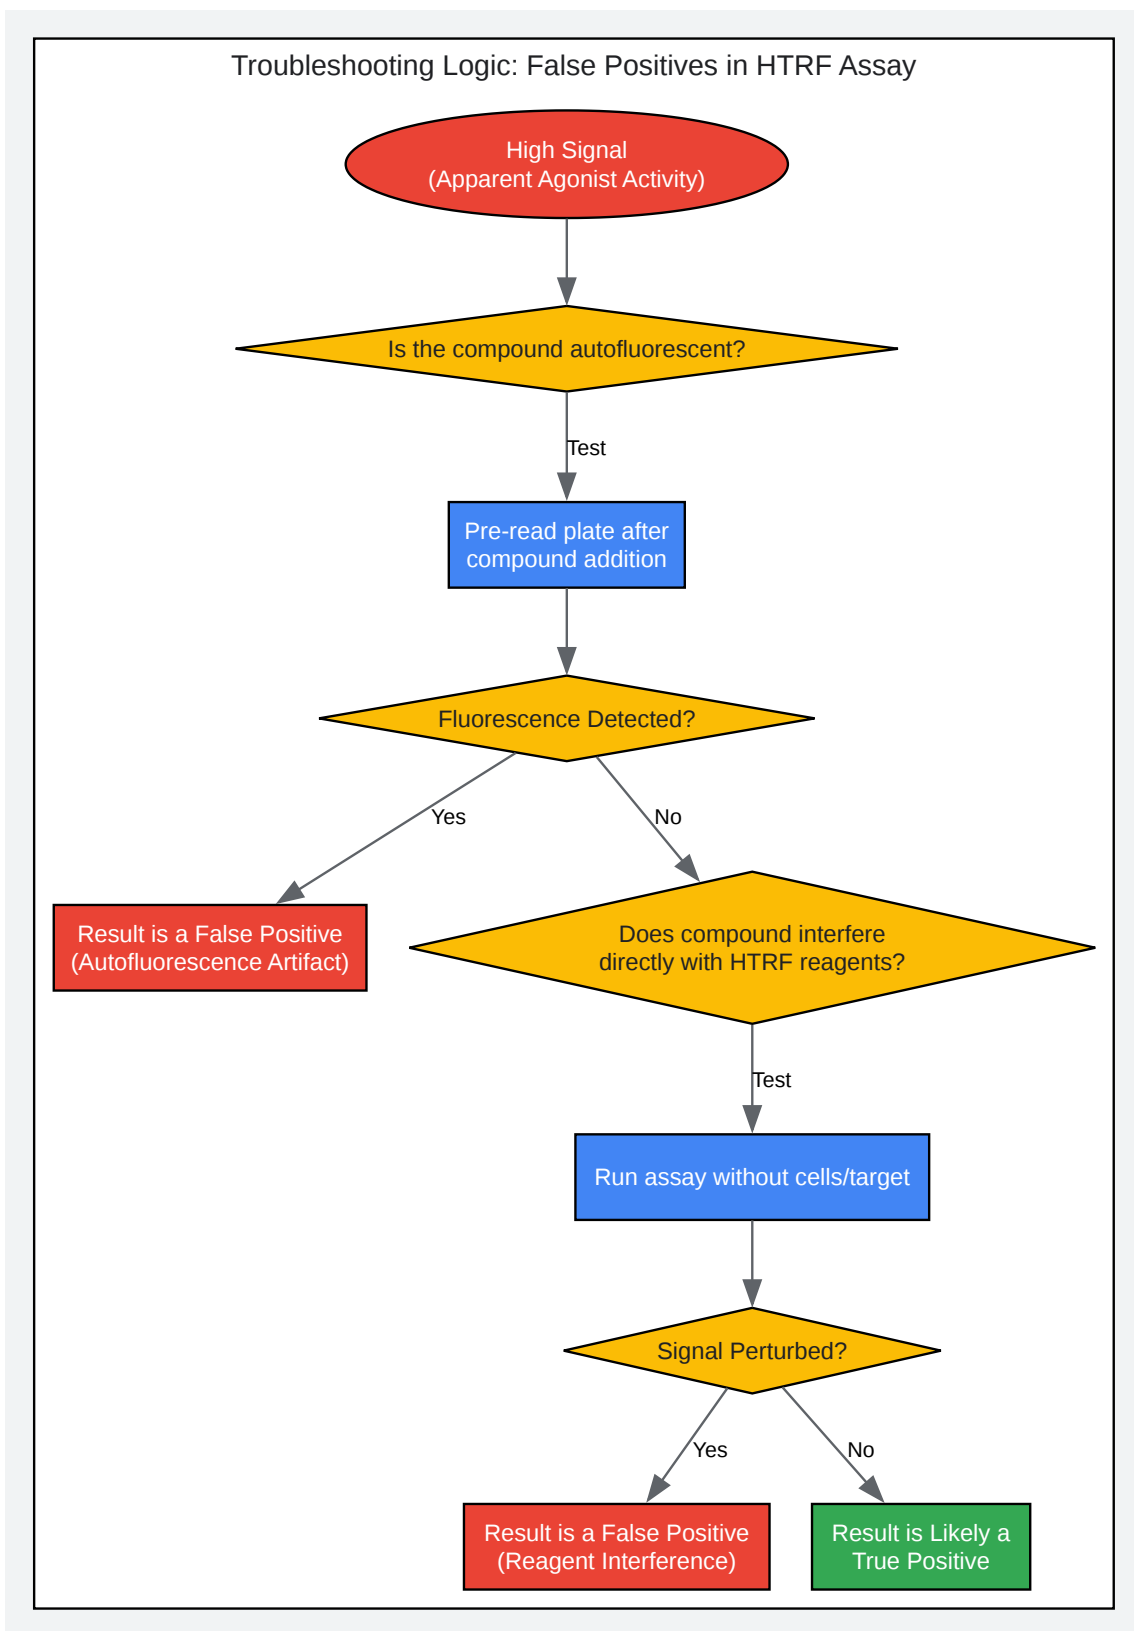 Troubleshooting Logic: False Positives in HTRF Assay
High Signal
(Apparent Agonist Activity)
Is the compound autofluorescent?
Test
Pre-read plate after
compound addition
Fluorescence Detected?
Yes
No
Result is a False Positive
(Autofluorescence Artifact)
Does compound interfere
directly with HTRF reagents?
Test
Run assay without cells/target
Signal Perturbed?
Yes
No
Result is a False Positive
(Reagent Interference)
Result is Likely a
True Positive